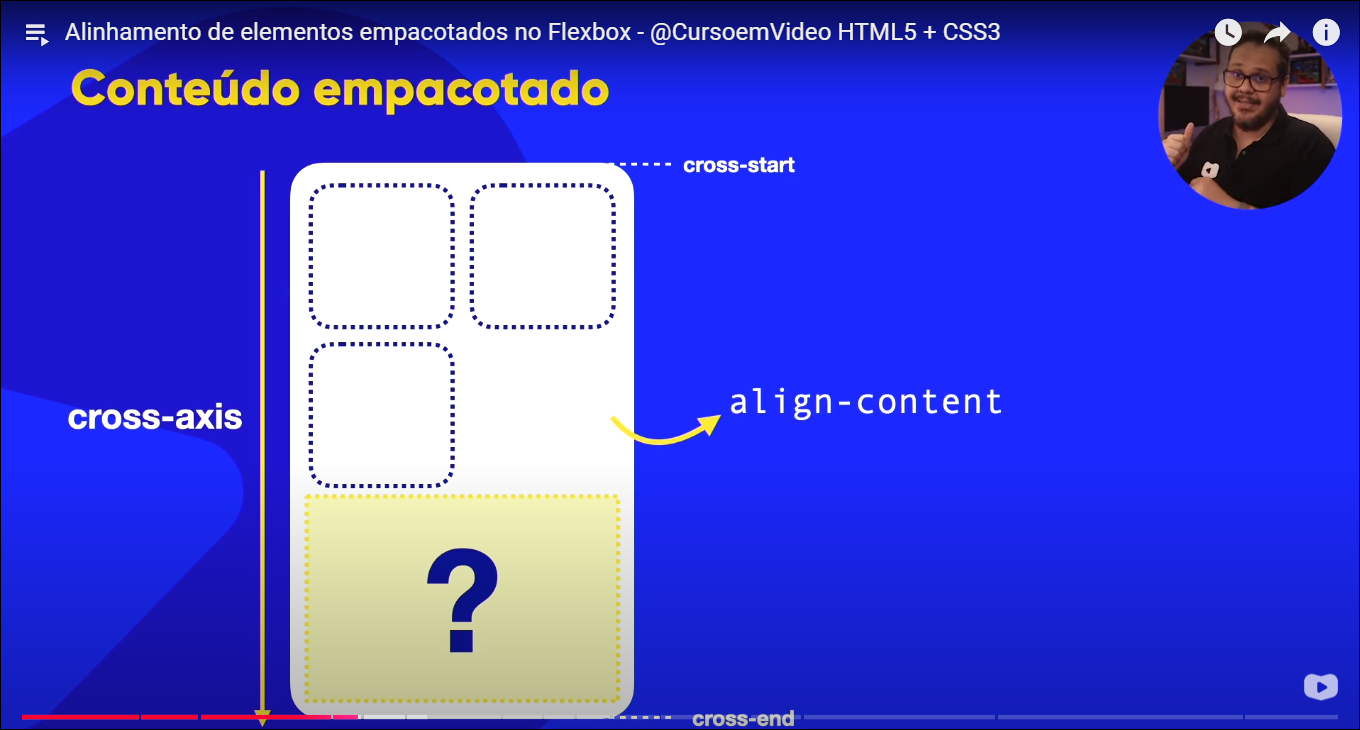 Alinhamento de elementos empacotados no Flexbox - @CursoemVideo HTML5 + CSS3
Conteúdo empacotado
cross-start
align-content
cross-axis
?
cross-end